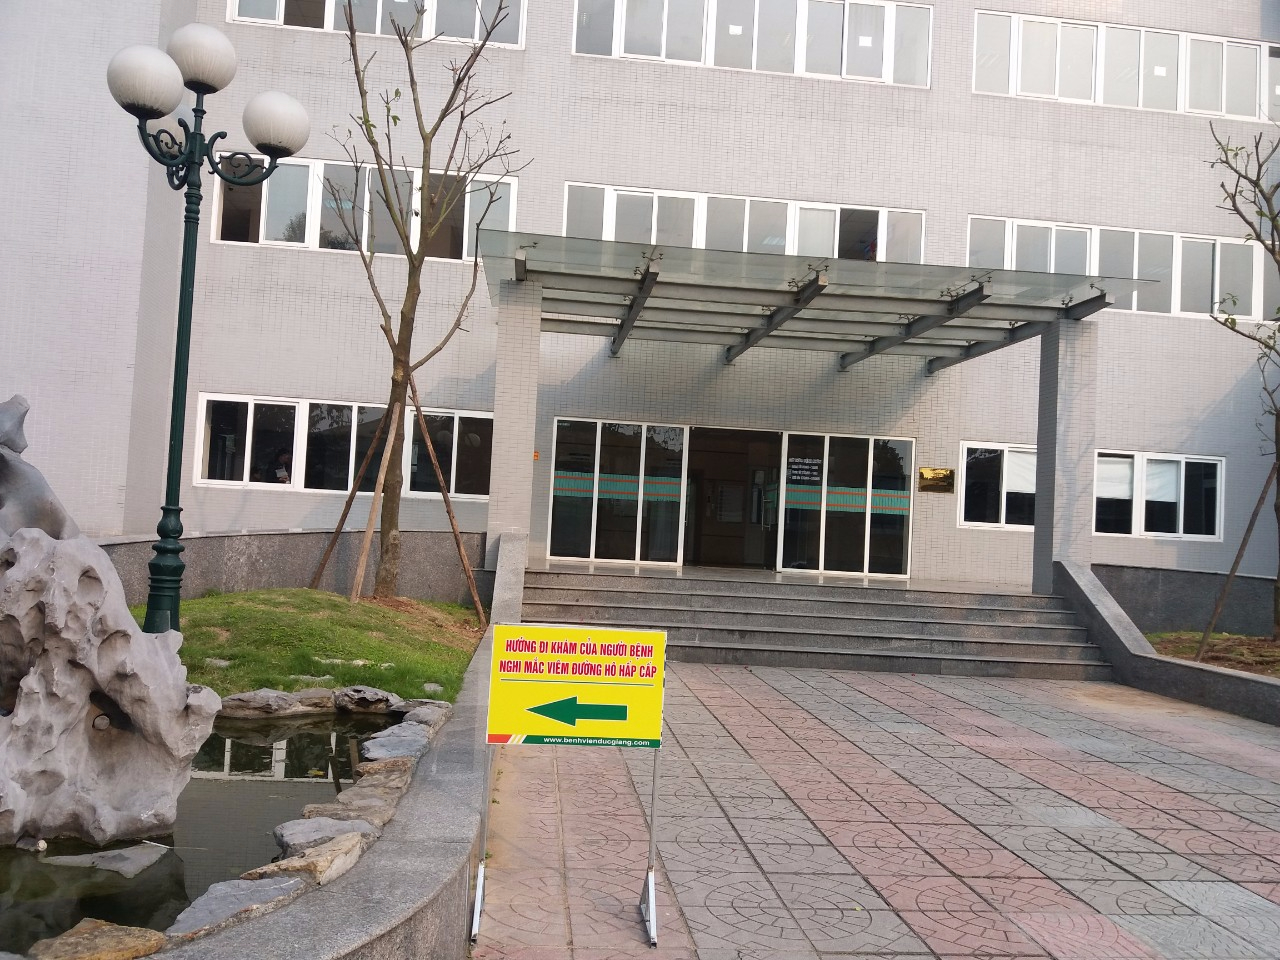 HƯỚNG ĐI KHÁM CỦA NGƯỜI BỆNH
NGHI MẮC VIÊM ĐƯỜNG HÔ HẤP CẤP
www.benhvienducgiang.com